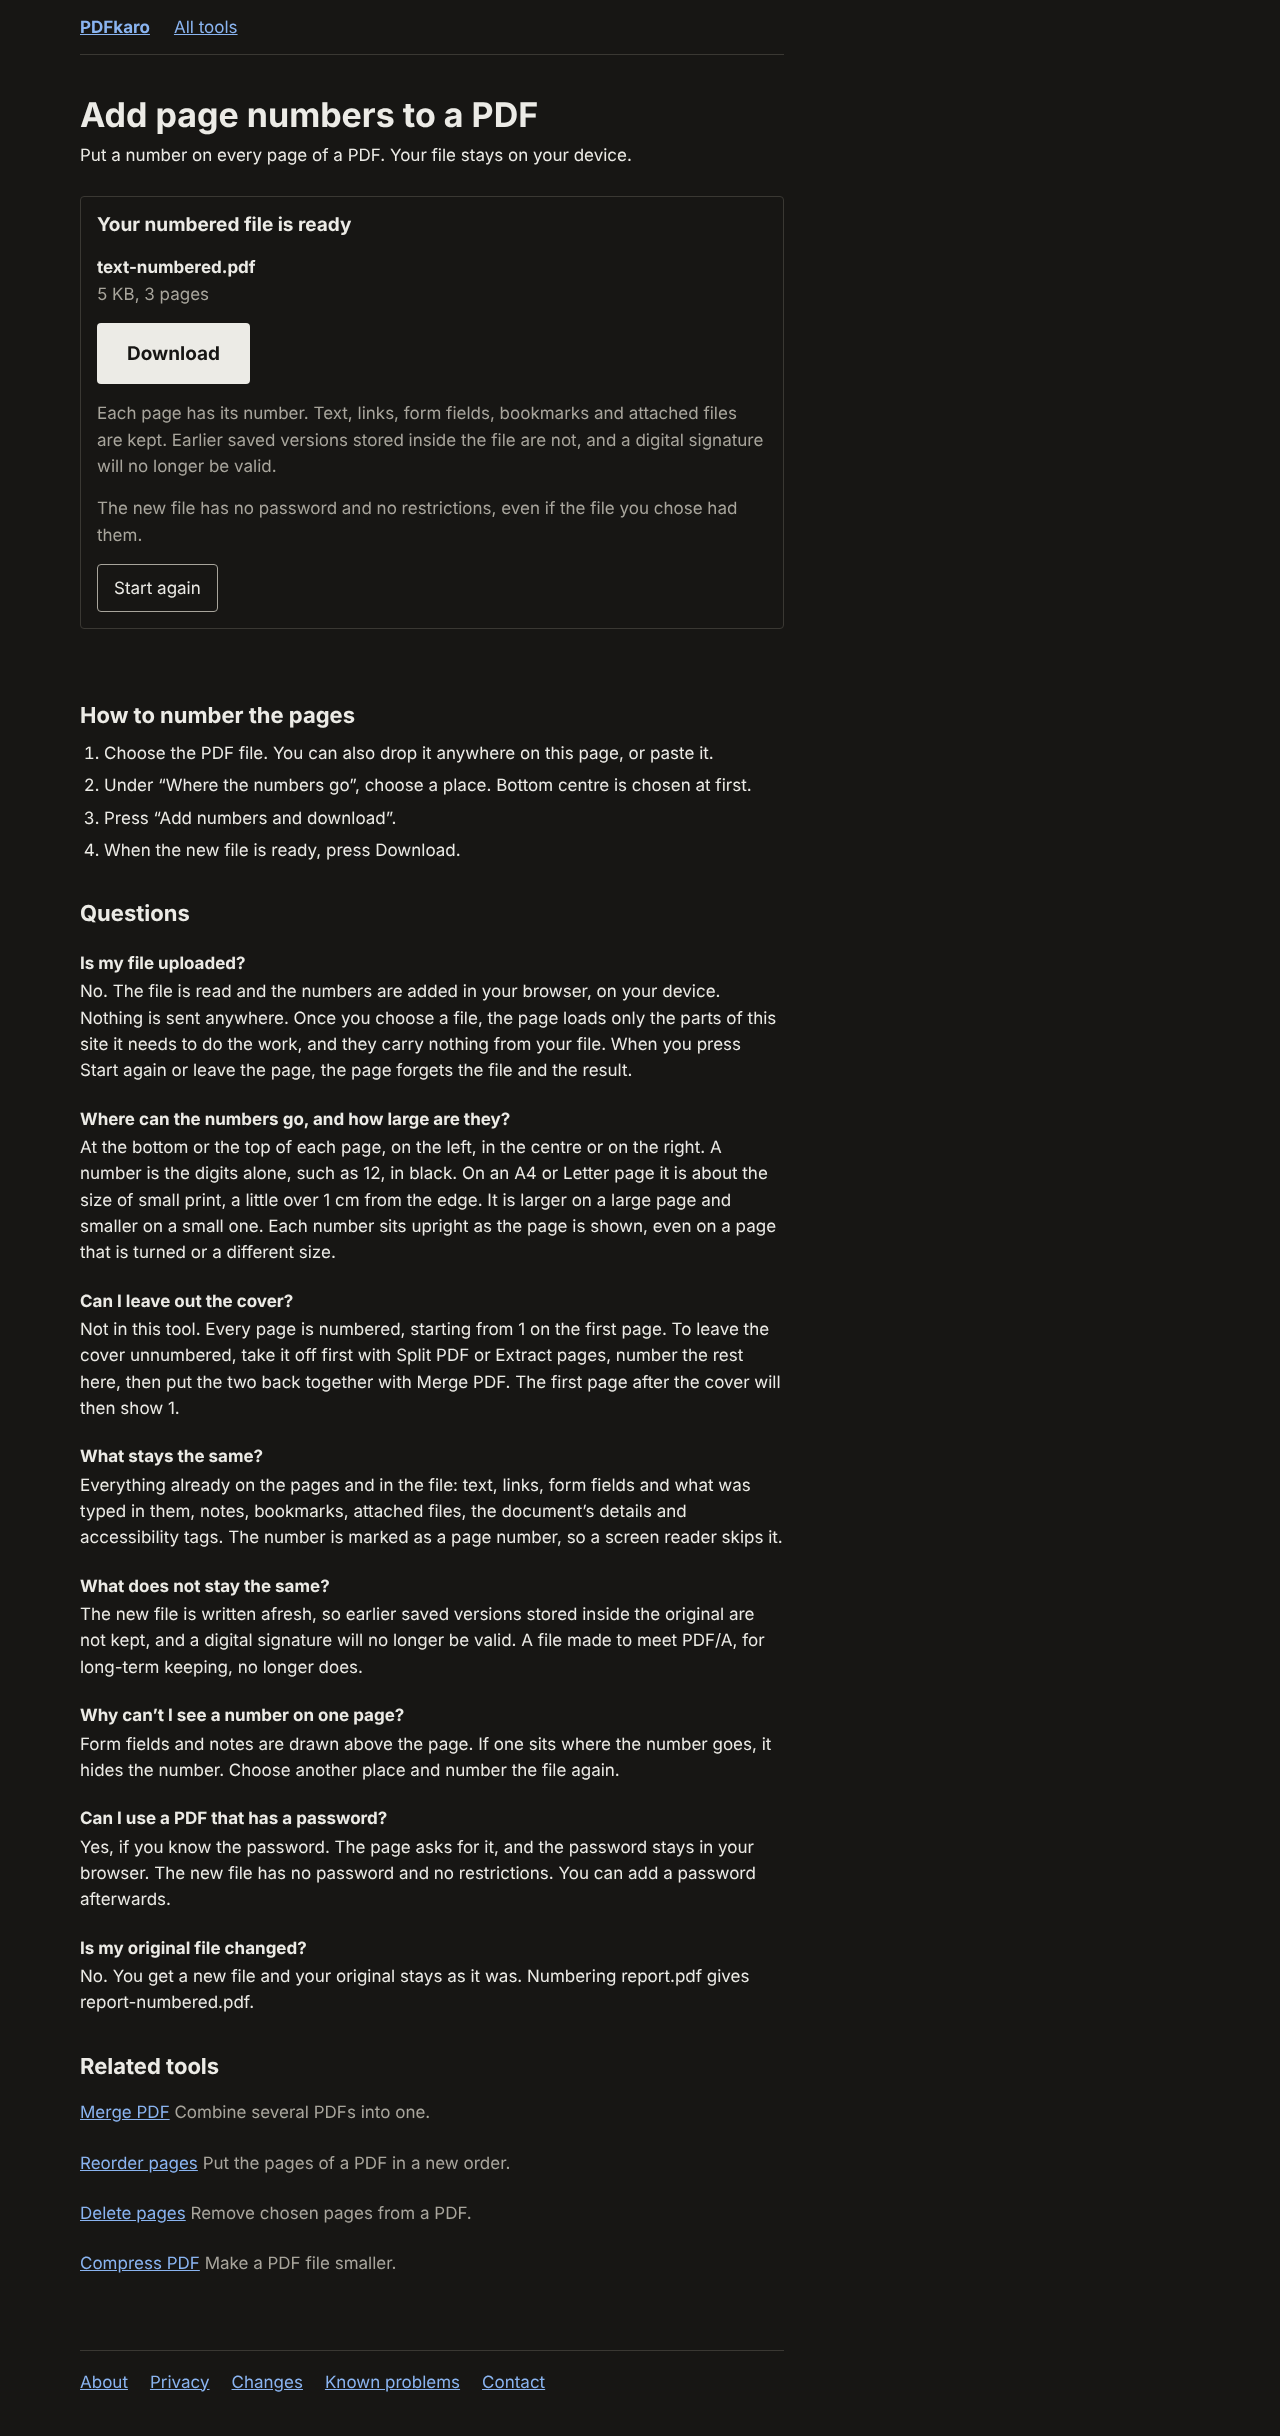 PDFkaro All tools
Add page numbers to a PDF
Put a number on every page of a PDF. Your file stays on your device.
Your numbered file is ready
text-numbered.pdf
5 KB, 3 pages
Download
Each page has its number. Text, links, form fields, bookmarks and attached files
are kept. Earlier saved versions stored inside the file are not, and a digital signature
will no longer be valid.
The new file has no password and no restrictions, even if the file you chose had
them.
Start again
How to number the pages
1. Choose the PDF file. You can also drop it anywhere on this page, or paste it.
2. Under “Where the numbers go”, choose a place. Bottom centre is chosen at first.
3. Press “Add numbers and download”.
4. When the new file is ready, press Download.
Questions
Is my file uploaded?
No. The file is read and the numbers are added in your browser, on your device.
Nothing is sent anywhere. Once you choose a file, the page loads only the parts of this
site it needs to do the work, and they carry nothing from your file. When you press
Start again or leave the page, the page forgets the file and the result.
Where can the numbers go, and how large are they?
At the bottom or the top of each page, on the left, in the centre or on the right. A
number is the digits alone, such as 12, in black. On an A4 or Letter page it is about the
size of small print, a little over 1 cm from the edge. It is larger on a large page and
smaller on a small one. Each number sits upright as the page is shown, even on a page
that is turned or a different size.
Can I leave out the cover?
Not in this tool. Every page is numbered, starting from 1 on the first page. To leave the
cover unnumbered, take it off first with Split PDF or Extract pages, number the rest
here, then put the two back together with Merge PDF. The first page after the cover will
then show 1.
What stays the same?
Everything already on the pages and in the file: text, links, form fields and what was
typed in them, notes, bookmarks, attached files, the document’s details and
accessibility tags. The number is marked as a page number, so a screen reader skips it.
What does not stay the same?
The new file is written afresh, so earlier saved versions stored inside the original are
not kept, and a digital signature will no longer be valid. A file made to meet PDF/A, for
long-term keeping, no longer does.
Why can’t I see a number on one page?
Form fields and notes are drawn above the page. If one sits where the number goes, it
hides the number. Choose another place and number the file again.
Can I use a PDF that has a password?
Yes, if you know the password. The page asks for it, and the password stays in your
browser. The new file has no password and no restrictions. You can add a password
afterwards.
Is my original file changed?
No. You get a new file and your original stays as it was. Numbering report.pdf gives
report-numbered.pdf.
Related tools
Merge PDF Combine several PDFs into one.
Reorder pages Put the pages of a PDF in a new order.
Delete pages Remove chosen pages from a PDF.
Compress PDF Make a PDF file smaller.
About Privacy Changes Known problems Contact